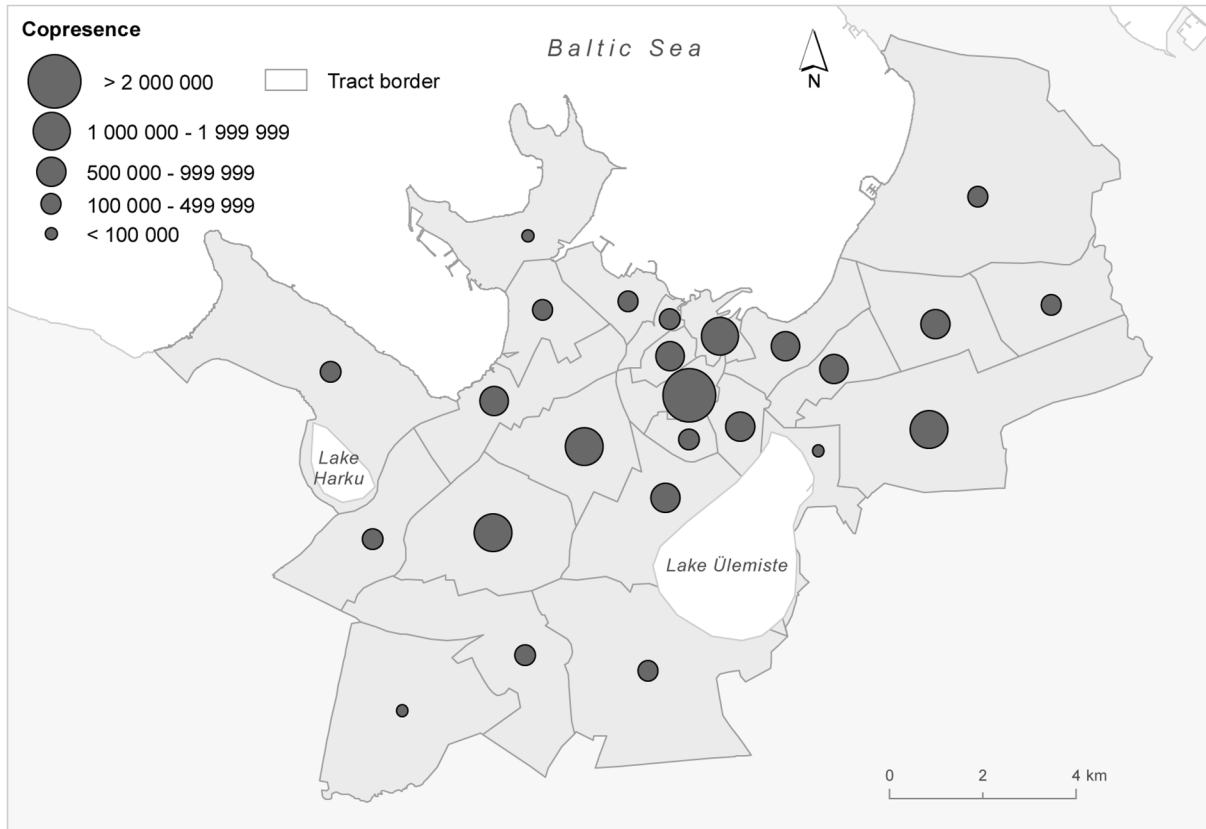 Copresence
> 2 000 000
Tract border
1 000 000 - 1 999 999
500 000 - 999 999
100 000 - 499 999
< 100 000
Baltic Sea
N
Lake
Harku
Lake Ülemiste
0 2 4 km